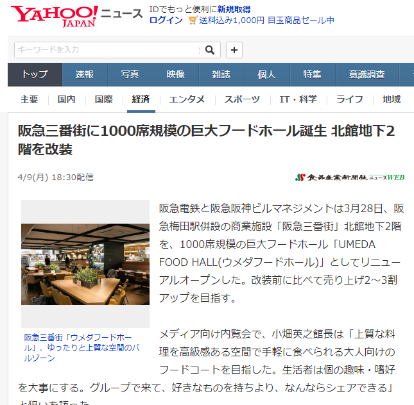 YAHOO! ニュース
JAPAN
IDでもっと便利に新規取得
ログイン 送料込み1,000円 目玉商品セール中
キーワードを入力
トップ 速報 写真 映像 雑誌 個人 特集 意識調査
主要 国内 国際 経済 エンタメ スポーツ IT・科学 ライフ 地域
阪急三番街に1000席規模の巨大フードホール誕生 北館地下2
階を改装
4/9(月) 18:30配信
食品産業新聞社 ニュースWEB
阪急電鉄と阪急阪神ビルマネジメントは3月28日、阪
急梅田駅併設の商業施設「阪急三番街」北館地下2階
を、1000席規模の巨大フードホール「UMEDA
FOOD HALL(ウメダフードホール)」としてリニュー
アルオープンした。改装前に比べて売り上げ2〜3割
アップを目指す。
阪急三番街「ウメダフードホー
ル」、ゆったりと上質な空間のバ
ルゾーン
メディア向け内覧会で、小畑英之館長は「上質な料
理を高級感ある空間で手軽に食べられる大人向けの
フードコートを目指した。生活者は個の趣味・嗜好
を大事にする。グループで来て、好きなものを持ちより、なんならシェアできる」